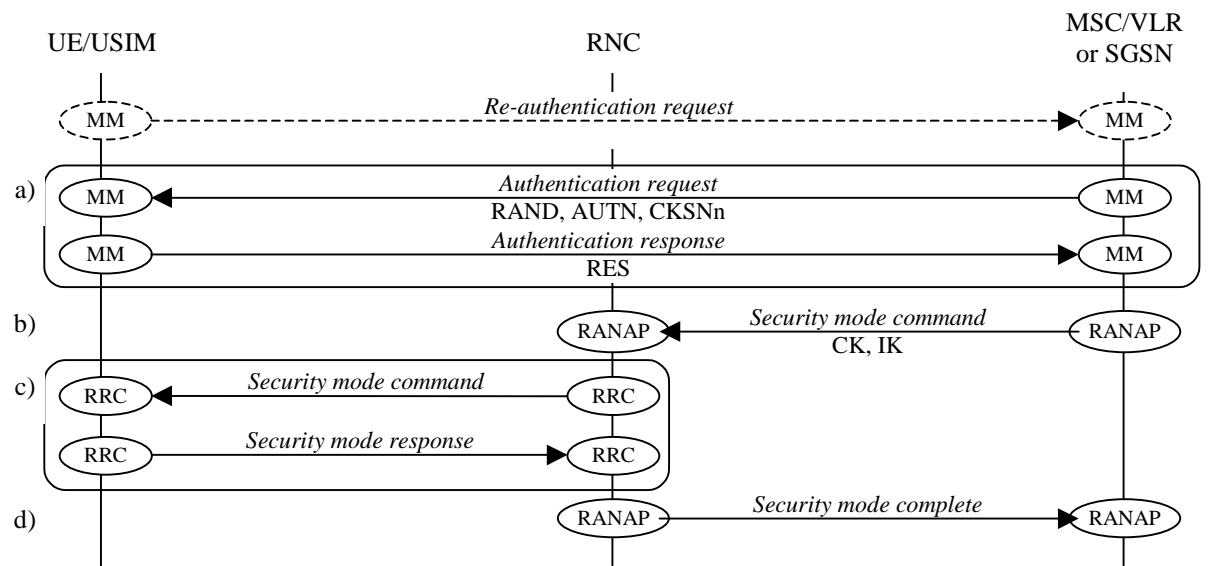 UE/USIM
RNC
MSC/VLR
or SGSN
MM
Re-authentication request
MM
a)
MM
Authentication request
RAND, AUTN, CKSNn
MM
MM
Authentication response
RES
MM
b)
RANAP
Security mode command
CK, IK
RANAP
c)
RRC
Security mode command
RRC
RRC
Security mode response
RRC
d)
RANAP
Security mode complete
RANAP